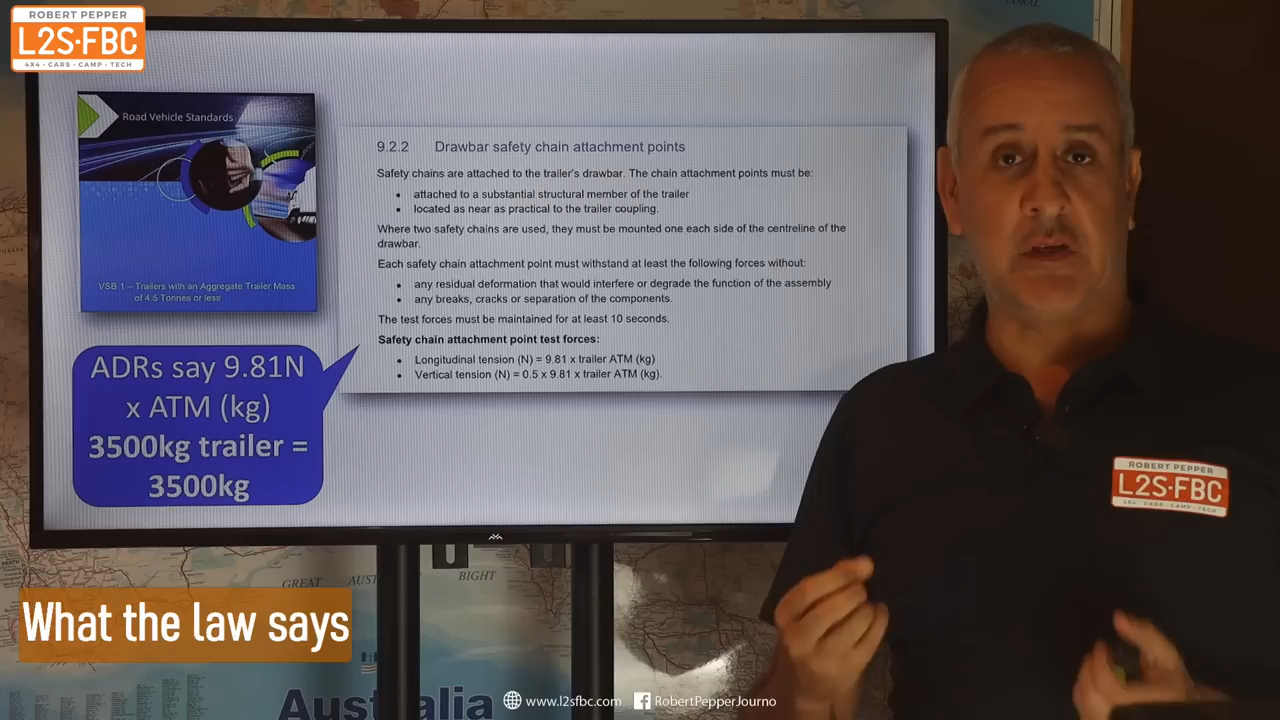 ROBERT PEPPER
L2S·FBC
4X4 · CARS · CAMP · TECH
CORAL
Road Vehicle Standards
VSB 1 – Trailers with an Aggregate Trailer Mass
of 4.5 Tonnes or less
9.2.2 Drawbar safety chain attachment points
Safety chains are attached to the trailer's drawbar. The chain attachment points must be:
• attached to a substantial structural member of the trailer
• located as near as practical to the trailer coupling.
Where two safety chains are used, they must be mounted one each side of the centreline of the
drawbar.
Each safety chain attachment point must withstand at least the following forces without:
• any residual deformation that would interfere or degrade the function of the assembly
• any breaks, cracks or separation of the components.
The test forces must be maintained for at least 10 seconds.
Safety chain attachment point test forces:
• Longitudinal tension (N) = 9.81 x trailer ATM (kg)
• Vertical tension (N) = 0.5 x 9.81 x trailer ATM (kg).
ADRs say 9.81N
x ATM (kg)
3500kg trailer =
3500kg
ROBERT PEPPER
L2S·FBC
4X4 · CARS · CAMP · TECH
GREAT AUST
BIGHT
What the law says
Australia
www.l2sfbc.com RobertPepperJourno